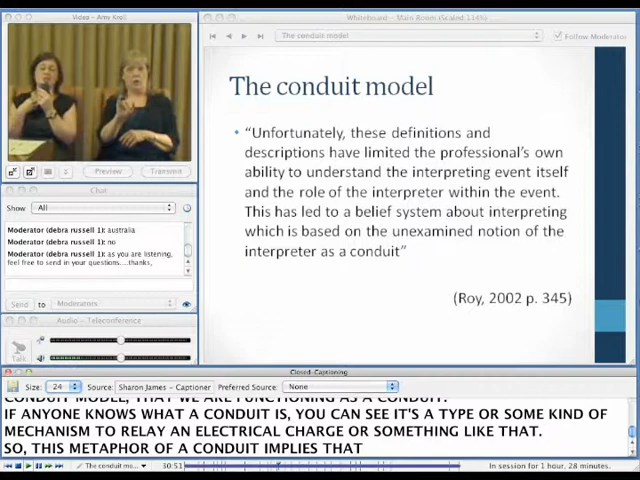 Video - Amy Kroll
Whiteboard - Main Room (Scaled 114%)
The conduit model
Follow Moderator
The conduit model
• “Unfortunately, these definitions and
descriptions have limited the professional’s own
ability to understand the interpreting event itself
and the role of the interpreter within the event.
This has led to a belief system about interpreting
which is based on the unexamined notion of the
interpreter as a conduit”
(Roy, 2002 p. 345)
Preview
Transmit
Chat
Show
All
Moderator (debra russell 1): australia
Moderator (debra russell 1): no
Moderator (debra russell 1): as you are listening,
feel free to send in your questions....thanks,
Send
to
Moderators
Audio - Teleconference
Talk
Closed-Captioning
Size: 24 Source: Sharon James - Captioner Preferred Source: None
CONDUIT MODEL, THAT WE ARE FUNCTIONING AS A CONDUIT.
IF ANYONE KNOWS WHAT A CONDUIT IS, YOU CAN SEE IT'S A TYPE OR SOME KIND OF
MECHANISM TO RELAY AN ELECTRICAL CHARGE OR SOMETHING LIKE THAT.
SO, THIS METAPHOR OF A CONDUIT IMPLIES THAT
The conduit mo...
30:51
In session for 1 hour, 28 minutes.